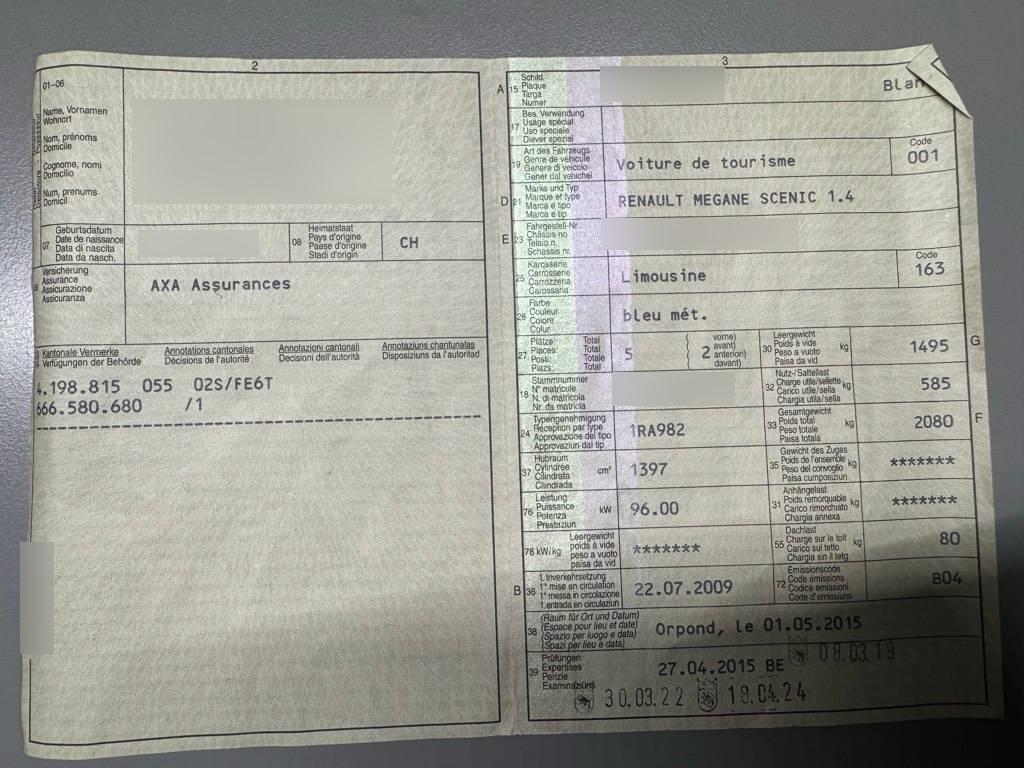 2
01-06
Name, Vornamen
Wohnort
Nom, prénoms
Domicile
Cognome, nomi
Domicilio
Num, prenums
Domicil
07 Geburtsdatum
Date de naissance
Data di nascita
Data da nasch.
08 Heimatstaat
Pays d'origine
Paese d'origine
Stadi d'origin
CH
Versicherung
Assurance
Assicurazione
Assicuranza
AXA Assurances
Kantonale Vermerke Annotations cantonales Annotazioni cantonali Annotaziuns chantunalas
Verfügungen der Behörde Décisions de l'autorité Decisioni dell'autorità Disposiziuns da l'autoritad
4.198.815 055 02S/FE6T
666.580.680 /1
3
A 15 Schild
Plaque
Targa
Numer
Blan
17 Bes. Verwendung
Usage spécial
Uso speciale
Diever spezial
19 Art des Fahrzeugs
Genre de véhicule
Genere di veicolo
Gener dal vehichel
Voiture de tourisme
Code
001
D 21 Marke und Typ
Marque et type
Marca e tipo
Marca e tip
RENAULT MEGANE SCENIC 1.4
E 23 Fahrgestell-Nr.
Châssis no
Telaio n.
Schassis nr.
25 Karosserie
Carrosserie
Carrozzeria
Carossaria
Limousine
Code
163
26 Farbe
Couleur
Colore
Colur
bleu mét.
27 Plätze: Total
Places: Total
Posti: Totale
Plazs: Total
5
2
vorne)
avant)
anteriori)
davant)
30 Leergewicht
Poids à vide
Peso a vuoto
Paisa da vid
kg
1495
G
18 Stammnummer
N° matricule
N. di matricola
Nr. da matricla
32 Nutz-/Sattellast
Charge utile/sellette
Carico utile/sella
Chargia utila/sella
kg
585
24 Typengenehmigung
Réception par type
Approvazione del tipo
Approvaziun dal tip
1RA982
33 Gesamtgewicht
Poids total
Peso totale
Paisa totala
kg
2080
F
37 Hubraum
Cylindrée
Cilindrata
Cilindrada
cm³
1397
35 Gewicht des Zuges
Poids de l'ensemble
Peso del convoglio
Paisa cumposiziun
kg
*******
76 Leistung
Puissance
Potenza
Prestaziun
kW
96.00
31 Anhängelast
Poids remorquable
Carico rimorchiato
Chargia annexa
kg
*******
78 kW/kg
Leergewicht
poids à vide
peso a vuoto
paisa da vid
*******
55 Dachlast
Charge sur le toit
Carico sul tetto
Chargia sin il tetg
kg
80
B 36 1. Inverkehrsetzung
1re mise en circulation
1a messa in circolazione
1. entrada en circulaziun
22.07.2009
72 Emissionscode
Code émissions
Codice emissioni
Code d'emissiuns
B04
38 (Raum für Ort und Datum)
(Espace pour lieu et date)
(Spazio per luogo e data)
(Spazi per lieu e data)
Orpond, le 01.05.2015
39 Prüfungen
Expertises
Perizie
Examinaziuns
27.04.2015 BE
08.03.19
30.03.22
18.04.24